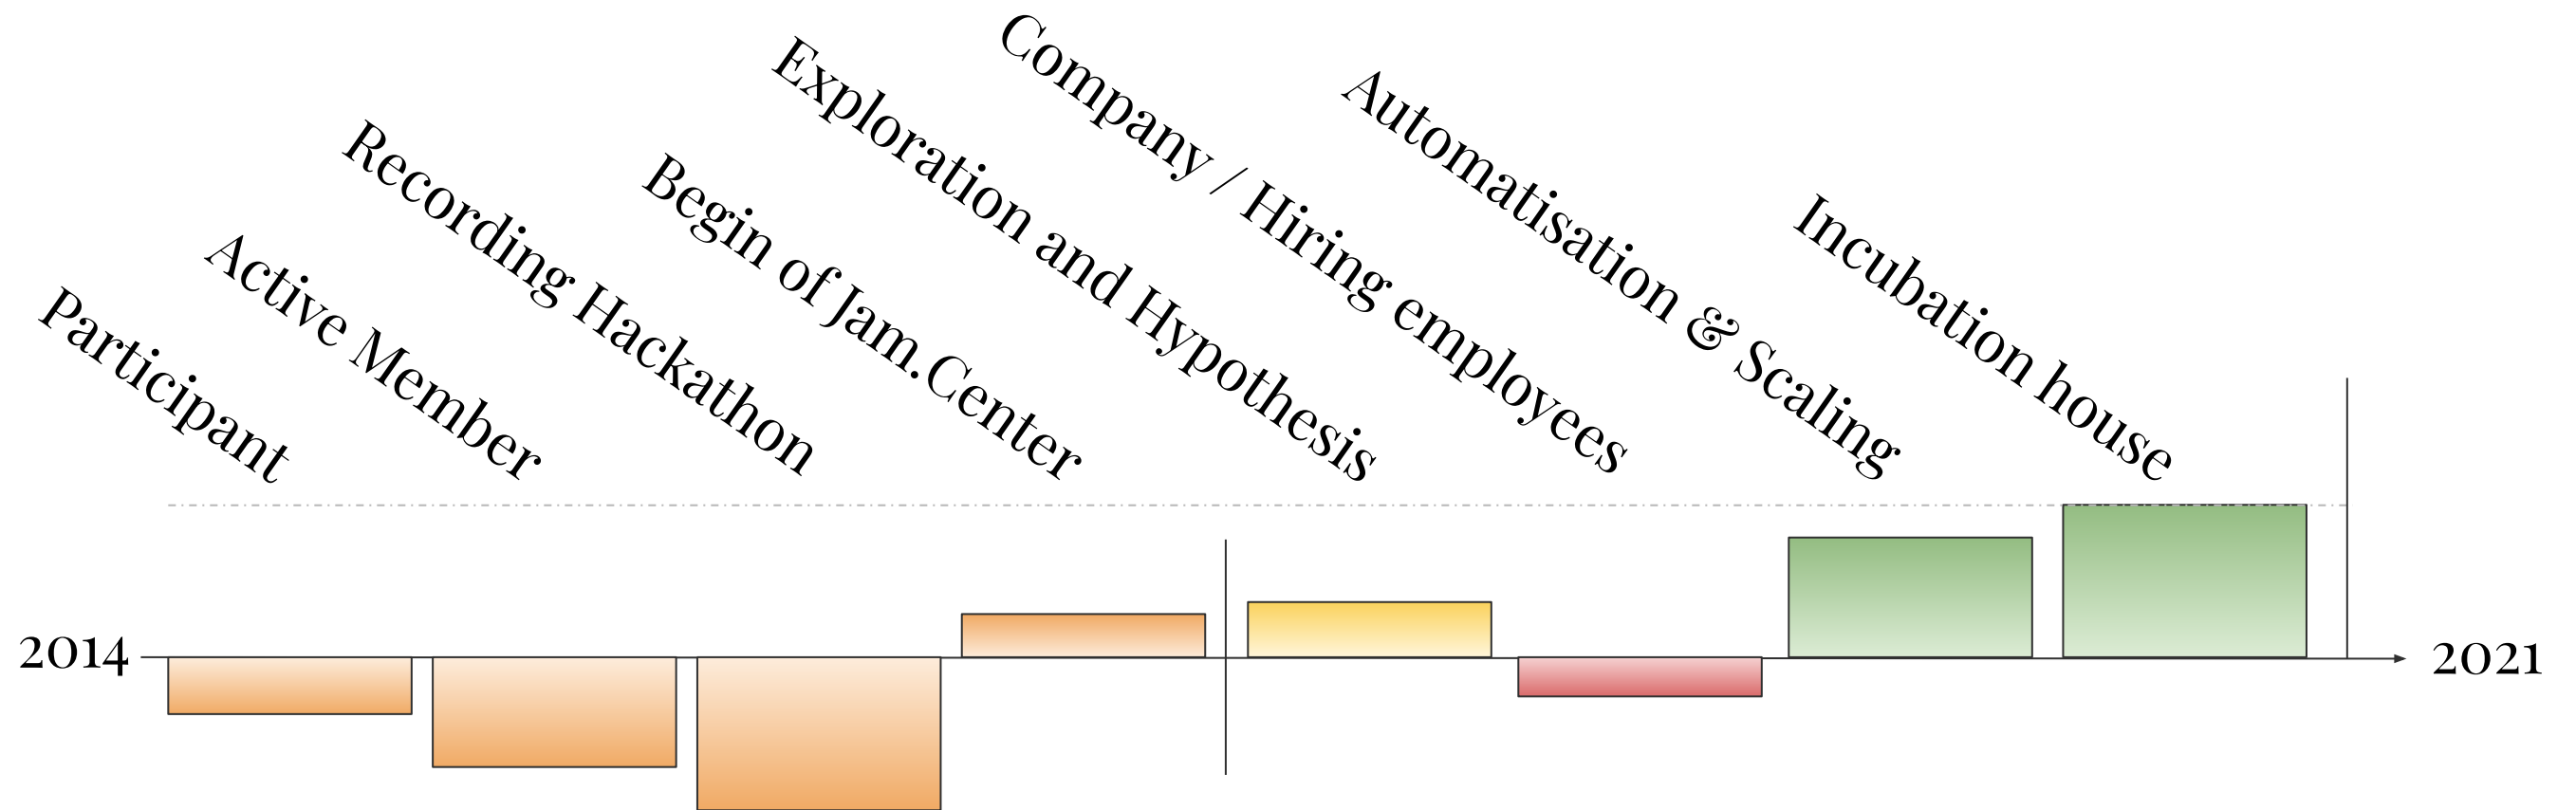 Participant
Active Member
Recording Hackathon
Begin of Jam.Center
Exploration and Hypothesis
Company / Hiring employees
Automatisation & Scaling
Incubation house
2014
2021